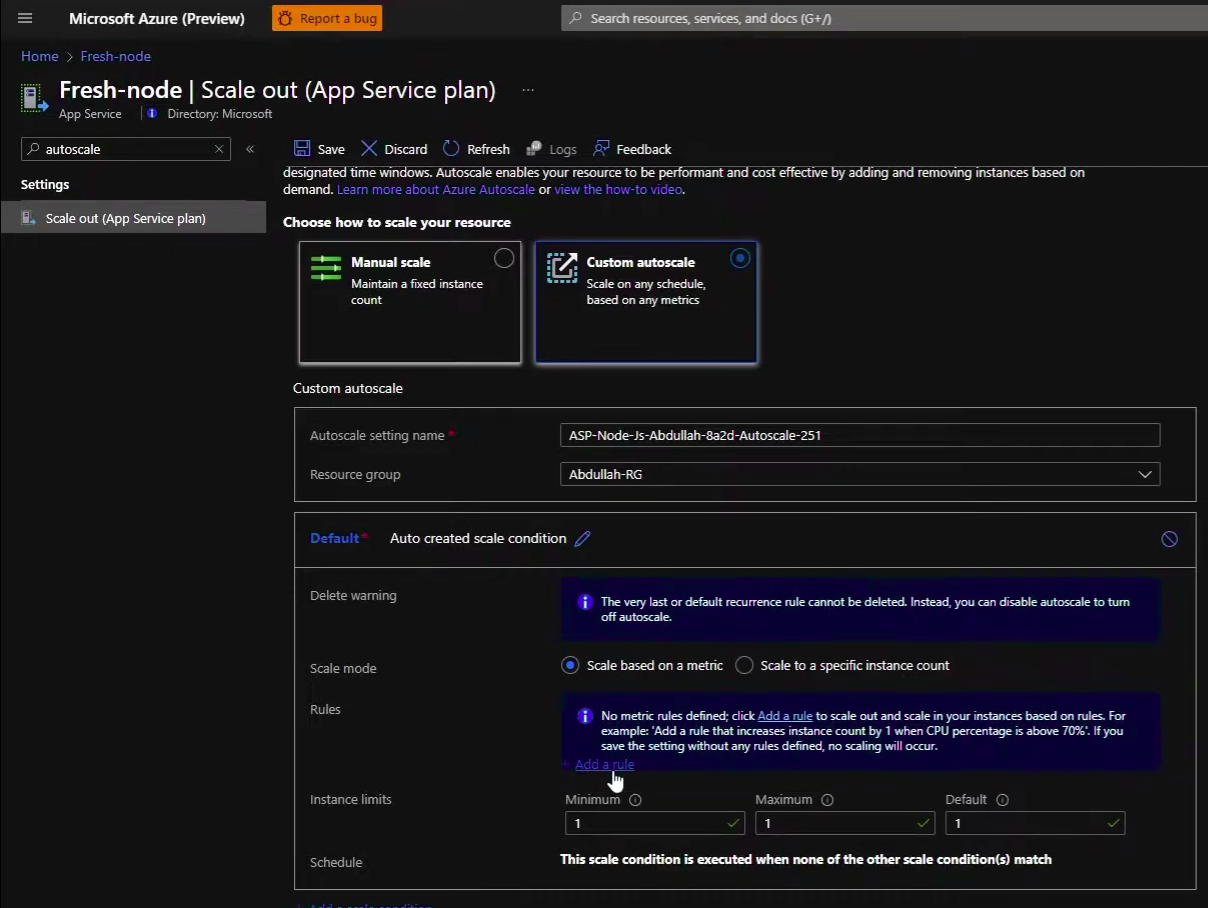 Microsoft Azure (Preview)
Report a bug
Search resources, services, and docs (G+/)
Home > Fresh-node
Fresh-node | Scale out (App Service plan) ...
App Service
Directory: Microsoft
autoscale
Save
Discard
Refresh
Logs
Feedback
Settings
Scale out (App Service plan)
designated time windows. Autoscale enables your resource to be performant and cost effective by adding and removing instances based on
demand. Learn more about Azure Autoscale or view the how-to video.
Choose how to scale your resource
Manual scale
Maintain a fixed instance
count
Custom autoscale
Scale on any schedule,
based on any metrics
Custom autoscale
Autoscale setting name *
ASP-Node-Js-Abdullah-8a2d-Autoscale-251
Resource group
Abdullah-RG
Default* Auto created scale condition
Delete warning
The very last or default recurrence rule cannot be deleted. Instead, you can disable autoscale to turn
off autoscale.
Scale mode
Scale based on a metric
Scale to a specific instance count
Rules
No metric rules defined; click Add a rule to scale out and scale in your instances based on rules. For
example: 'Add a rule that increases instance count by 1 when CPU percentage is above 70%'. If you
save the setting without any rules defined, no scaling will occur.
+ Add a rule
Instance limits
Minimum
Maximum
Default
1
1
1
Schedule
This scale condition is executed when none of the other scale condition(s) match
+ Add a scale condition